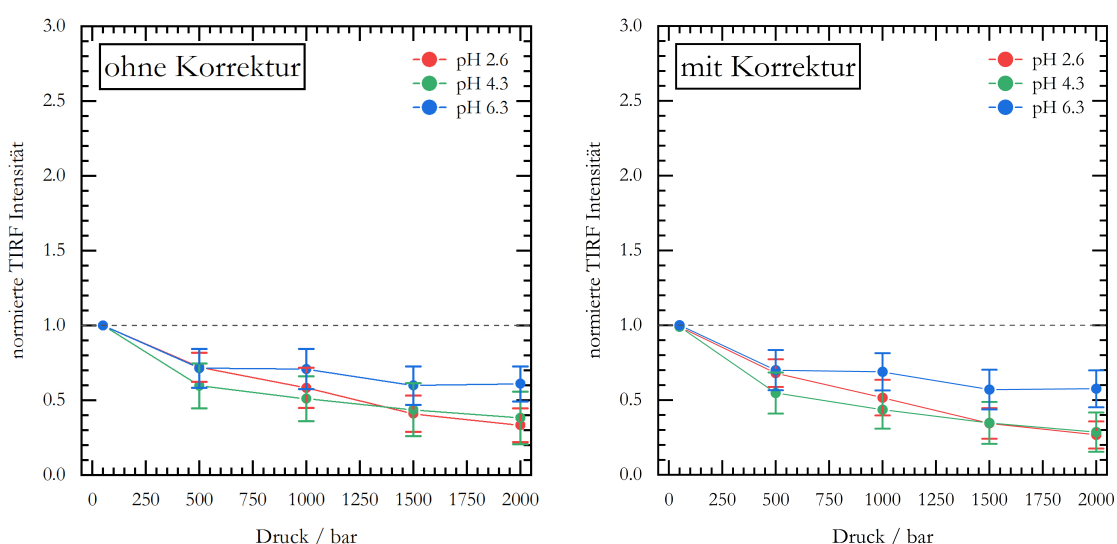 ohne Korrektur
pH 2.6
pH 4.3
pH 6.3
normierte TIRF Intensität
3.0
2.5
2.0
1.5
1.0
0.5
0.0
0 250 500 750 1000 1250 1500 1750 2000
Druck / bar
mit Korrektur
pH 2.6
pH 4.3
pH 6.3
normierte TIRF Intensität
3.0
2.5
2.0
1.5
1.0
0.5
0.0
0 250 500 750 1000 1250 1500 1750 2000
Druck / bar